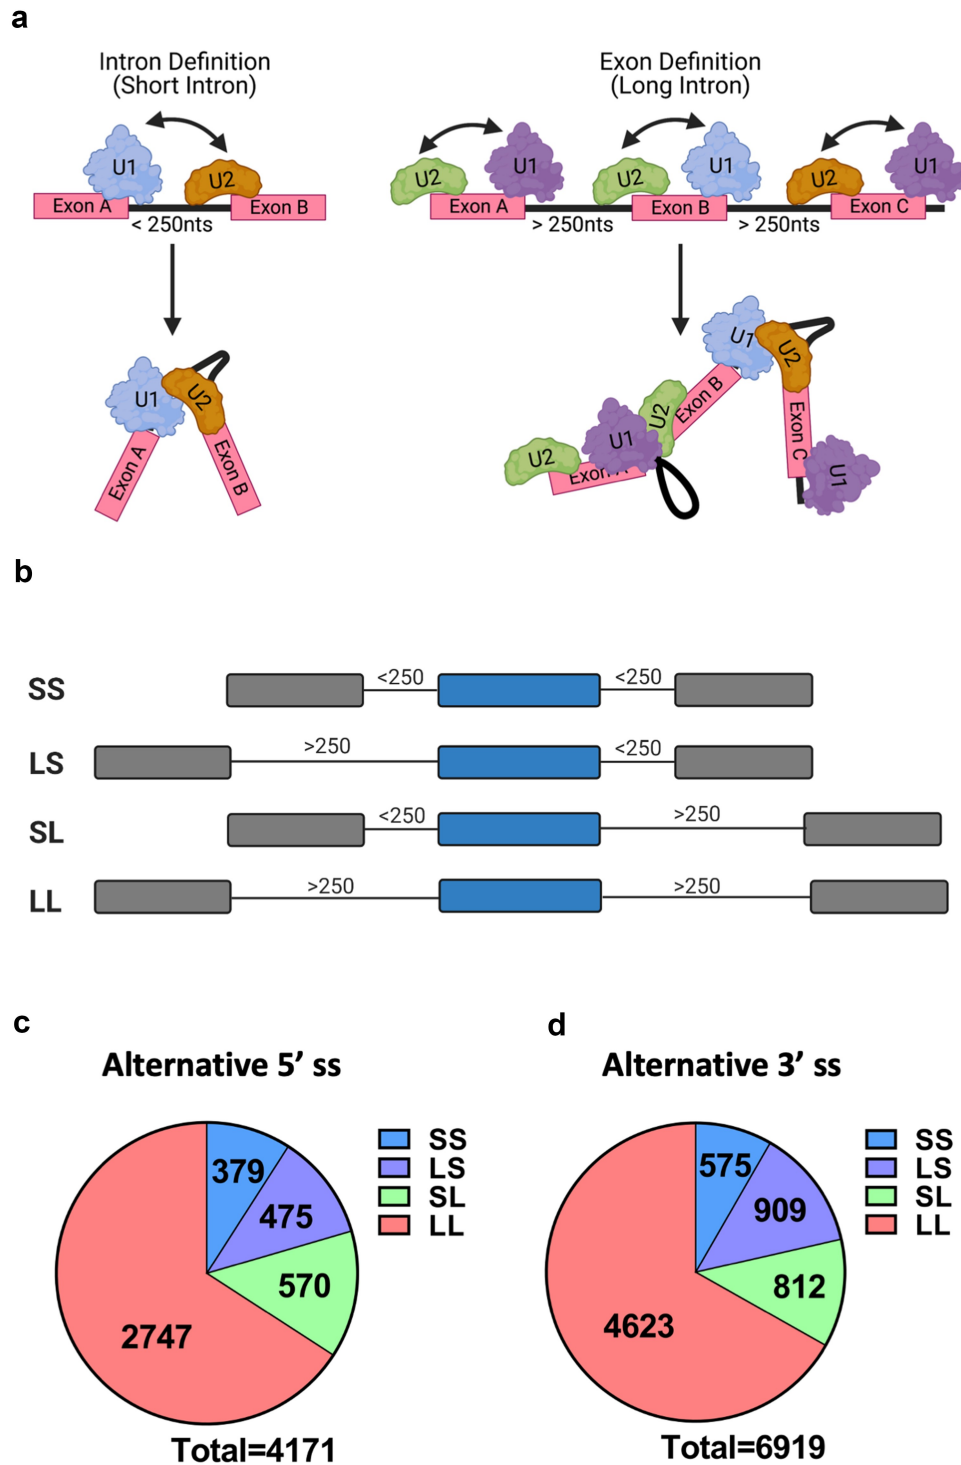 a
Intron Definition
(Short Intron)
Exon Definition
(Long Intron)
U1
U2
Exon A
Exon B
< 250nts
U2
U1
U2
U1
U2
U1
Exon A
Exon B
Exon C
> 250nts
> 250nts
U1
U2
Exon A
Exon B
U2
U1
U2
U1
U2
U1
Exon A
Exon B
Exon C
b
SS
<250
<250
LS
>250
<250
SL
<250
>250
LL
>250
>250
c
Alternative 5’ ss
379
475
570
2747
SS
LS
SL
LL
Total=4171
d
Alternative 3’ ss
575
909
812
4623
SS
LS
SL
LL
Total=6919